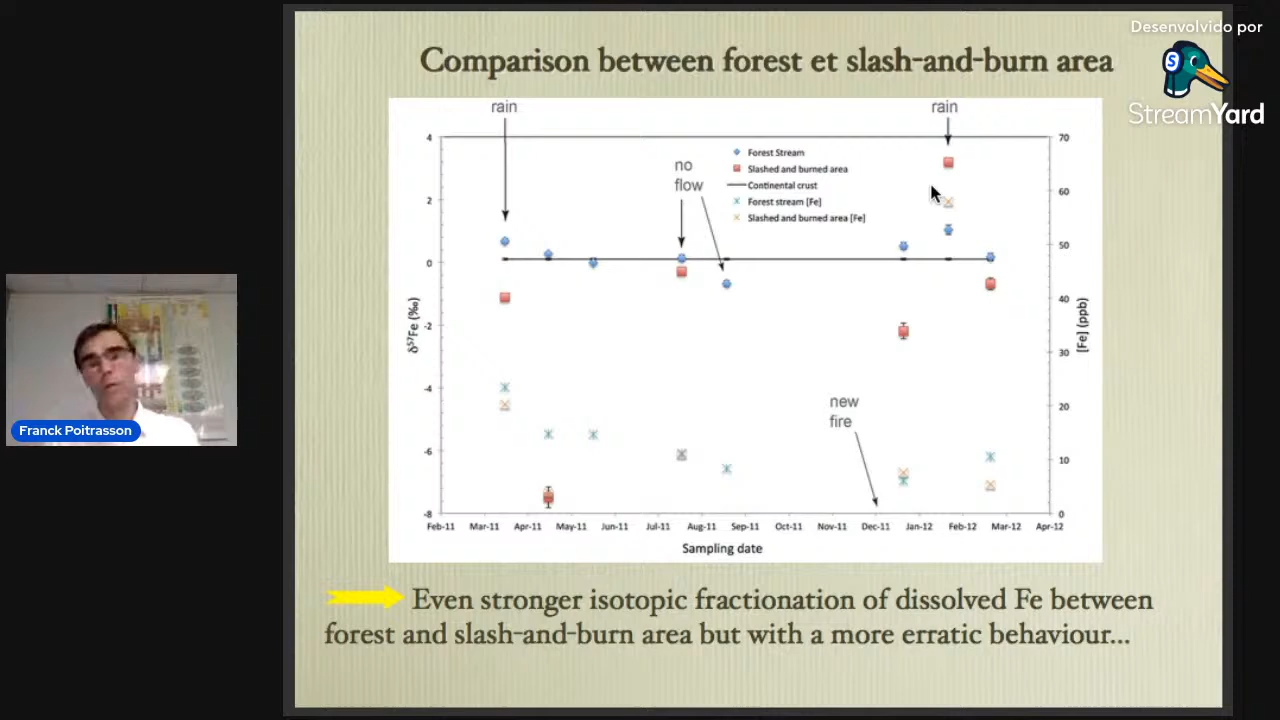 Desenvolvido por
StreamYard
Comparison between forest et slash-and-burn area
rain
rain
no
flow
Forest Stream
Slashed and burned area
Continental crust
Forest stream [Fe]
Slashed and burned area [Fe]
new
fire
4
2
0
-2
-4
-6
-8
δ⁵⁷Fe (‰)
70
60
50
40
30
20
10
0
[Fe] (ppb)
Feb-11 Mar-11 Apr-11 May-11 Jun-11 Jul-11 Aug-11 Sep-11 Oct-11 Nov-11 Dec-11 Jan-12 Feb-12 Mar-12 Apr-12
Sampling date
Franck Poitrasson
Even stronger isotopic fractionation of dissolved Fe between
forest and slash-and-burn area but with a more erratic behaviour...